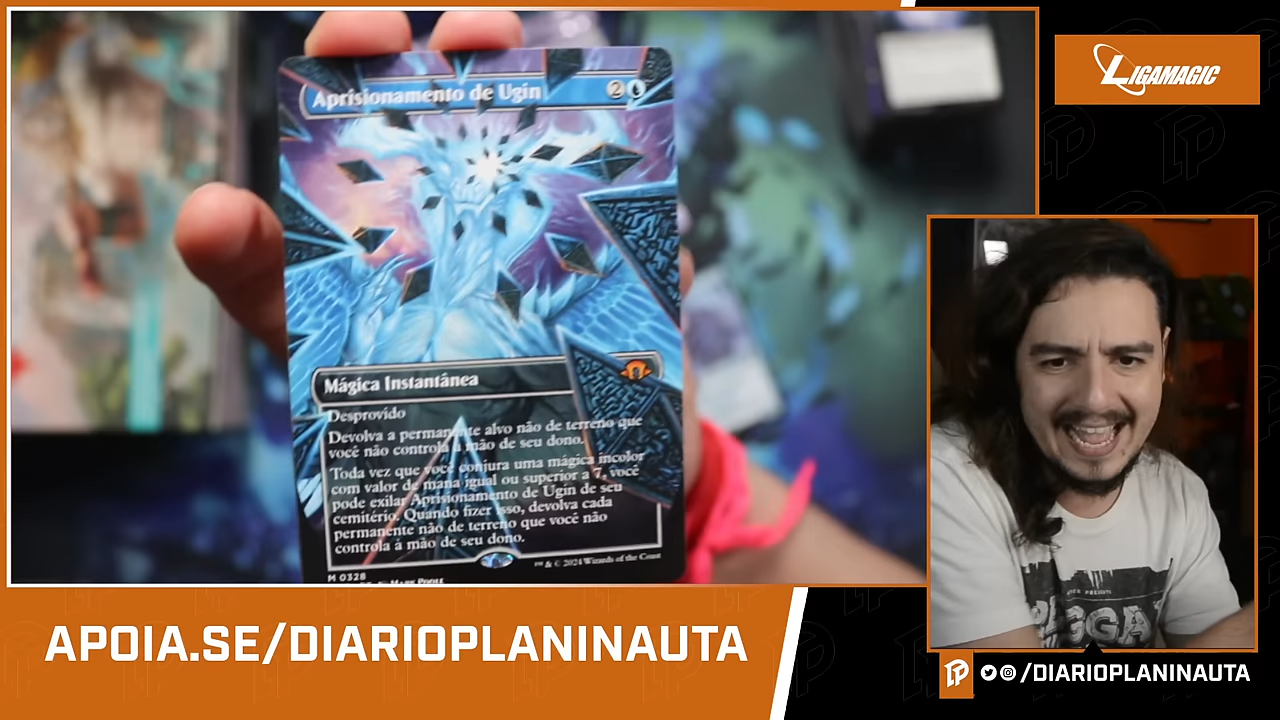 Aprisionamento de Ugin
2
Mágica Instantânea
Desprovido
Devolva a permanente alvo não de terreno que
você não controla à mão de seu dono.
Toda vez que você conjura uma mágica incolor
com valor de mana igual ou superior a 7, você
pode exilar Aprisionamento de Ugin de seu
cemitério. Quando fizer isso, devolva cada
permanente não de terreno que você não
controla à mão de seu dono.
M 0328
™ & © 2024 Wizards of the Coast
Mark Poole
LIGAMAGIC
APOIA.SE/DIARIOPLANINAUTA
/DIARIOPLANINAUTA